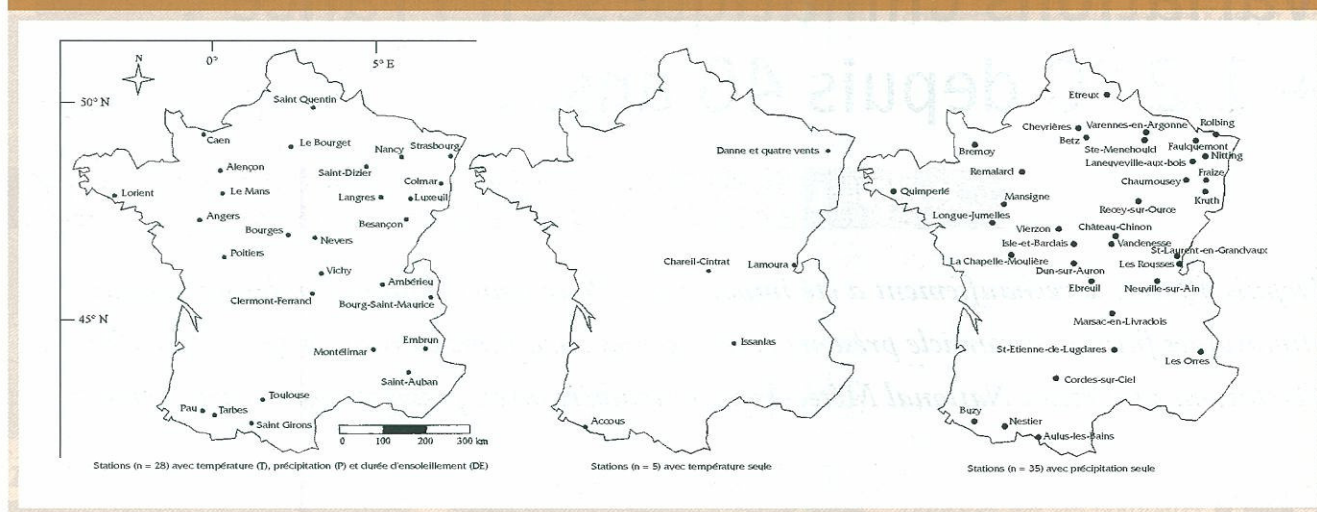 N
0°
5° E
50° N
45° N
Saint Quentin
Caen
Le Bourget
Nancy
Strasbourg
Alençon
Saint-Dizier
Colmar
Lorient
Le Mans
Langres
Luxeuil
Angers
Besançon
Bourges
Nevers
Poitiers
Vichy
Ambérieu
Clermont-Ferrand
Bourg-Saint-Maurice
Embrun
Montélimar
Saint-Auban
Toulouse
Pau
Tarbes
Saint Girons
0 100 200 300 km
Stations (n = 28) avec température (T), précipitation (P) et durée d'ensoleillement (DE)
Danne et quatre vents
Chareil-Cintrat
Lamoura
Issanlas
Accous
Stations (n = 5) avec température seule
Etreux
Chevrières
Varennes-en-Argonne
Rolbing
Betz
Ste-Menehould
Faulquemont
Bremoy
Laneuveville-aux-bois
Nitting
Remalard
Chaumousey
Fraize
Quimperlé
Mansigne
Kruth
Recey-sur-Ource
Longue-Jumelles
Vierzon
Château-Chinon
Isle-et-Bardais
Vandenesse
St-Laurent-en-Grandvaux
La Chapelle-Moulière
Les Rousses
Dun-sur-Auron
Ebreuil
Neuville-sur-Ain
Marsac-en-Livradois
St-Etienne-de-Lugdares
Les Orres
Cordes-sur-Ciel
Buzy
Nestier
Aulus-les-Bains
Stations (n = 35) avec précipitation seule